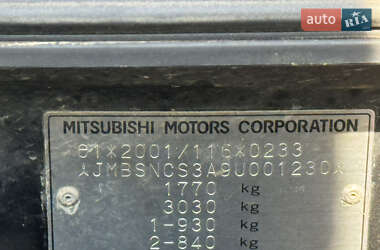 auto RIA
MITSUBISHI MOTORS CORPORATION
61*2001/116*0233
JMBSNCS3A9U001230
1770 kg
3030 kg
1-930 kg
2-840 kg